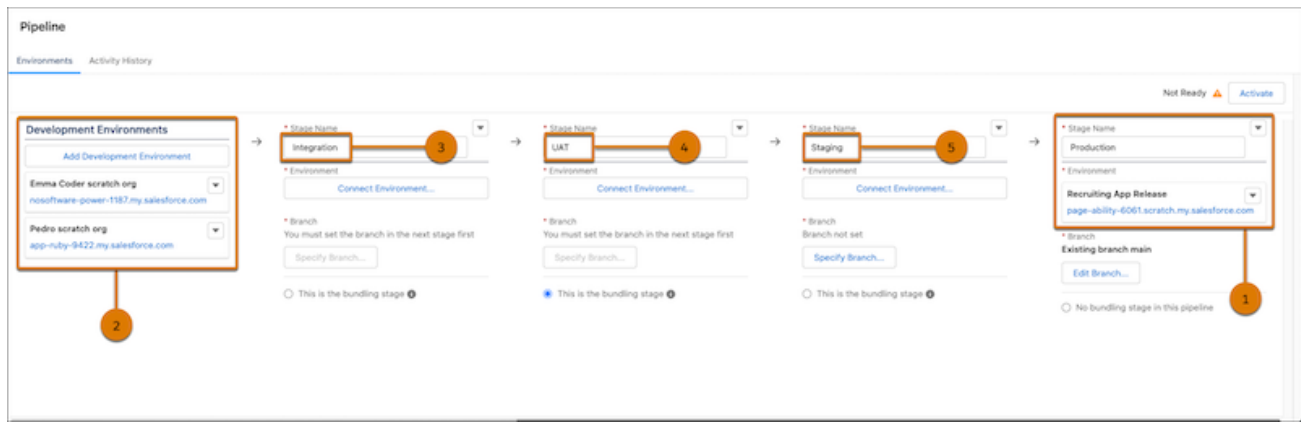 Pipeline
Environments Activity History
Not Ready Activate
Development Environments
Add Development Environment
Emma Coder scratch org
nosoftware-power-1187.my.salesforce.com
Pedro scratch org
app-ruby-9422.my.salesforce.com
2
* Stage Name
Integration
3
* Environment
Connect Environment...
* Branch
You must set the branch in the next stage first
Specify Branch...
This is the bundling stage
* Stage Name
UAT
4
* Environment
Connect Environment...
* Branch
You must set the branch in the next stage first
Specify Branch...
This is the bundling stage
* Stage Name
Staging
5
* Environment
Connect Environment...
* Branch
Branch not set
Specify Branch...
This is the bundling stage
* Stage Name
Production
* Environment
Recruiting App Release
page-ability-6061.scratch.my.salesforce.com
* Branch
Existing branch main
Edit Branch...
1
No bundling stage in this pipeline